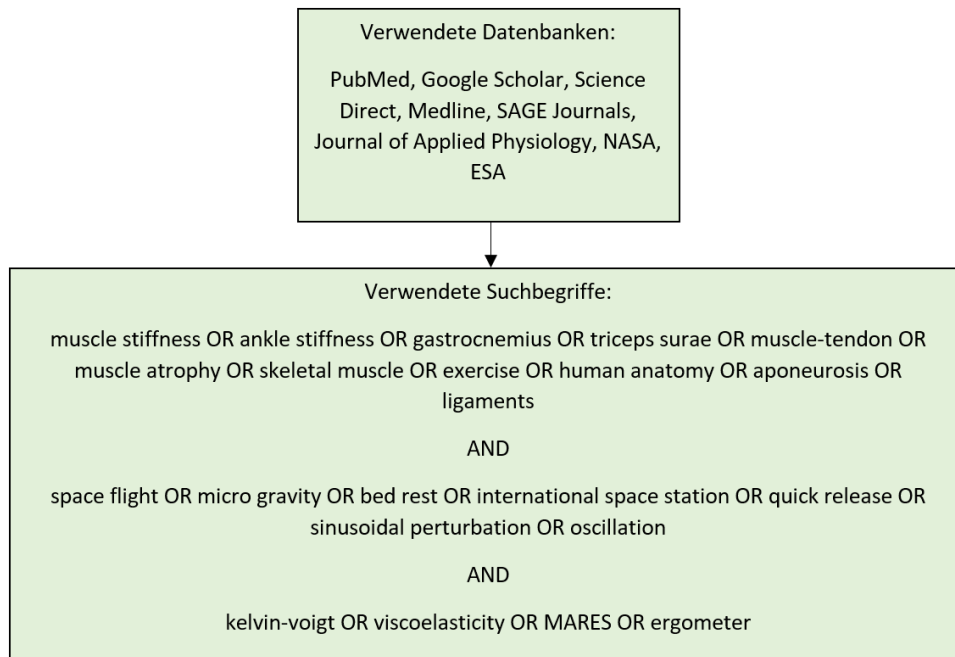 Verwendete Datenbanken:
PubMed, Google Scholar, Science
Direct, Medline, SAGE Journals,
Journal of Applied Physiology, NASA,
ESA
Verwendete Suchbegriffe:
muscle stiffness OR ankle stiffness OR gastrocnemius OR triceps surae OR muscle-tendon OR
muscle atrophy OR skeletal muscle OR exercise OR human anatomy OR aponeurosis OR
ligaments
AND
space flight OR micro gravity OR bed rest OR international space station OR quick release OR
sinusoidal perturbation OR oscillation
AND
kelvin-voigt OR viscoelasticity OR MARES OR ergometer